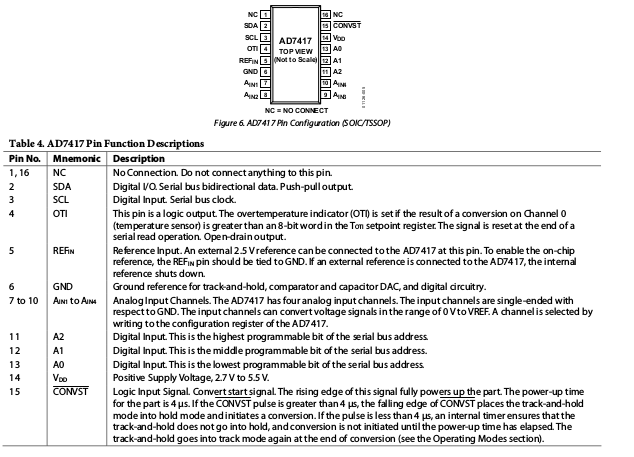 NC 1 16 NC
SDA 2 15 CONVST
SCL 3 AD7417 14 VDD
OTI 4 TOP VIEW 13 A0
REFIN 5 (Not to Scale) 12 A1
GND 6 11 A2
AIN1 7 10 AIN4
AIN2 8 9 AIN3
NC = NO CONNECT
Figure 6. AD7417 Pin Configuration (SOIC/TSSOP)
Table 4. AD7417 Pin Function Descriptions
Pin No. Mnemonic Description
1, 16 NC No Connection. Do not connect anything to this pin.
2 SDA Digital I/O. Serial bus bidirectional data. Push-pull output.
3 SCL Digital Input. Serial bus clock.
4 OTI This pin is a logic output. The overtemperature indicator (OTI) is set if the result of a conversion on Channel 0
(temperature sensor) is greater than an 8-bit word in the TOTI setpoint register. The signal is reset at the end of a
serial read operation. Open-drain output.
5 REFIN Reference Input. An external 2.5 V reference can be connected to the AD7417 at this pin. To enable the on-chip
reference, the REFIN pin should be tied to GND. If an external reference is connected to the AD7417, the internal
reference shuts down.
6 GND Ground reference for track-and-hold, comparator and capacitor DAC, and digital circuitry.
7 to 10 AIN1 to AIN4 Analog Input Channels. The AD7417 has four analog input channels. The input channels are single-ended with
respect to GND. The input channels can convert voltage signals in the range of 0 V to VREF. A channel is selected by
writing to the configuration register of the AD7417.
11 A2 Digital Input. This is the highest programmable bit of the serial bus address.
12 A1 Digital Input. This is the middle programmable bit of the serial bus address.
13 A0 Digital Input. This is the lowest programmable bit of the serial bus address.
14 VDD Positive Supply Voltage, 2.7 V to 5.5 V.
15 CONVST Logic Input Signal. Convert start signal. The rising edge of this signal fully powers up the part. The power-up time
for the part is 4 µs. If the CONVST pulse is greater than 4 µs, the falling edge of CONVST places the track-and-hold
mode into hold mode and initiates a conversion. If the pulse is less than 4 µs, an internal timer ensures that the
track-and-hold does not go into hold, and conversion is not initiated until the power-up time has elapsed. The
track-and-hold goes into track mode again at the end of conversion (see the Operating Modes section).